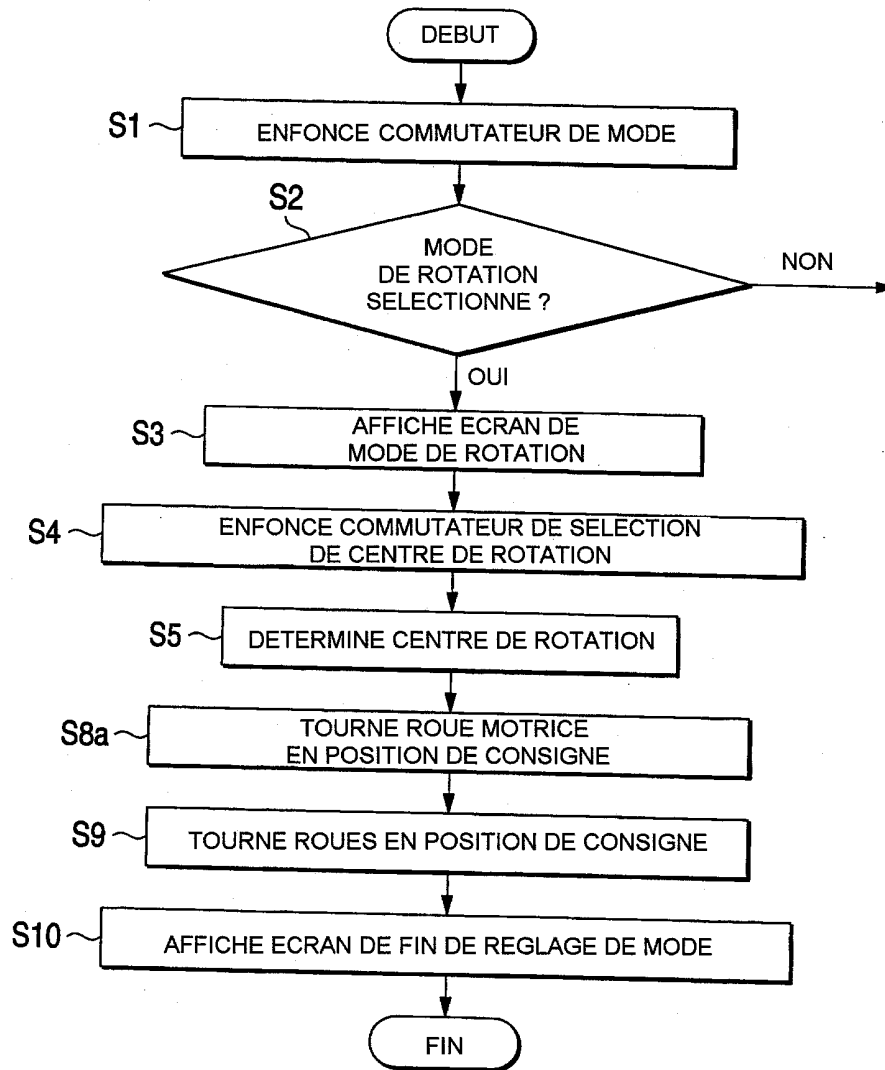 DEBUT
S1
ENFONCE COMMUTATEUR DE MODE
S2
MODE
DE ROTATION
SELECTIONNE ?
NON
OUI
S3
AFFICHE ECRAN DE
MODE DE ROTATION
S4
ENFONCE COMMUTATEUR DE SELECTION
DE CENTRE DE ROTATION
S5
DETERMINE CENTRE DE ROTATION
S8a
TOURNE ROUE MOTRICE
EN POSITION DE CONSIGNE
S9
TOURNE ROUES EN POSITION DE CONSIGNE
S10
AFFICHE ECRAN DE FIN DE REGLAGE DE MODE
FIN